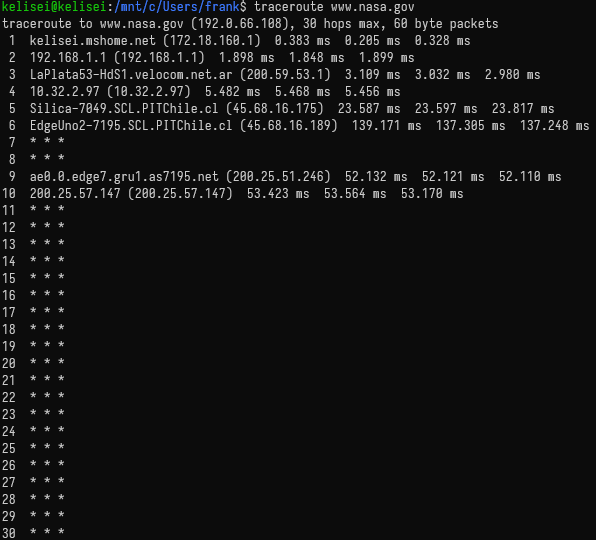 kelisei@kelisei:/mnt/c/Users/frank$ traceroute www.nasa.gov
traceroute to www.nasa.gov (192.0.66.108), 30 hops max, 60 byte packets
 1  kelisei.mshome.net (172.18.160.1)  0.383 ms  0.205 ms  0.328 ms
 2  192.168.1.1 (192.168.1.1)  1.898 ms  1.848 ms  1.899 ms
 3  LaPlata53-HdS1.velocom.net.ar (200.59.53.1)  3.109 ms  3.032 ms  2.980 ms
 4  10.32.2.97 (10.32.2.97)  5.482 ms  5.468 ms  5.456 ms
 5  Silica-7049.SCL.PITChile.cl (45.68.16.175)  23.587 ms  23.597 ms  23.817 ms
 6  EdgeUno2-7195.SCL.PITChile.cl (45.68.16.189)  139.171 ms  137.305 ms  137.248 ms
 7  * * *
 8  * * *
 9  ae0.0.edge7.gru1.as7195.net (200.25.51.246)  52.132 ms  52.121 ms  52.110 ms
10  200.25.57.147 (200.25.57.147)  53.423 ms  53.564 ms  53.170 ms
11  * * *
12  * * *
13  * * *
14  * * *
15  * * *
16  * * *
17  * * *
18  * * *
19  * * *
20  * * *
21  * * *
22  * * *
23  * * *
24  * * *
25  * * *
26  * * *
27  * * *
28  * * *
29  * * *
30  * * *